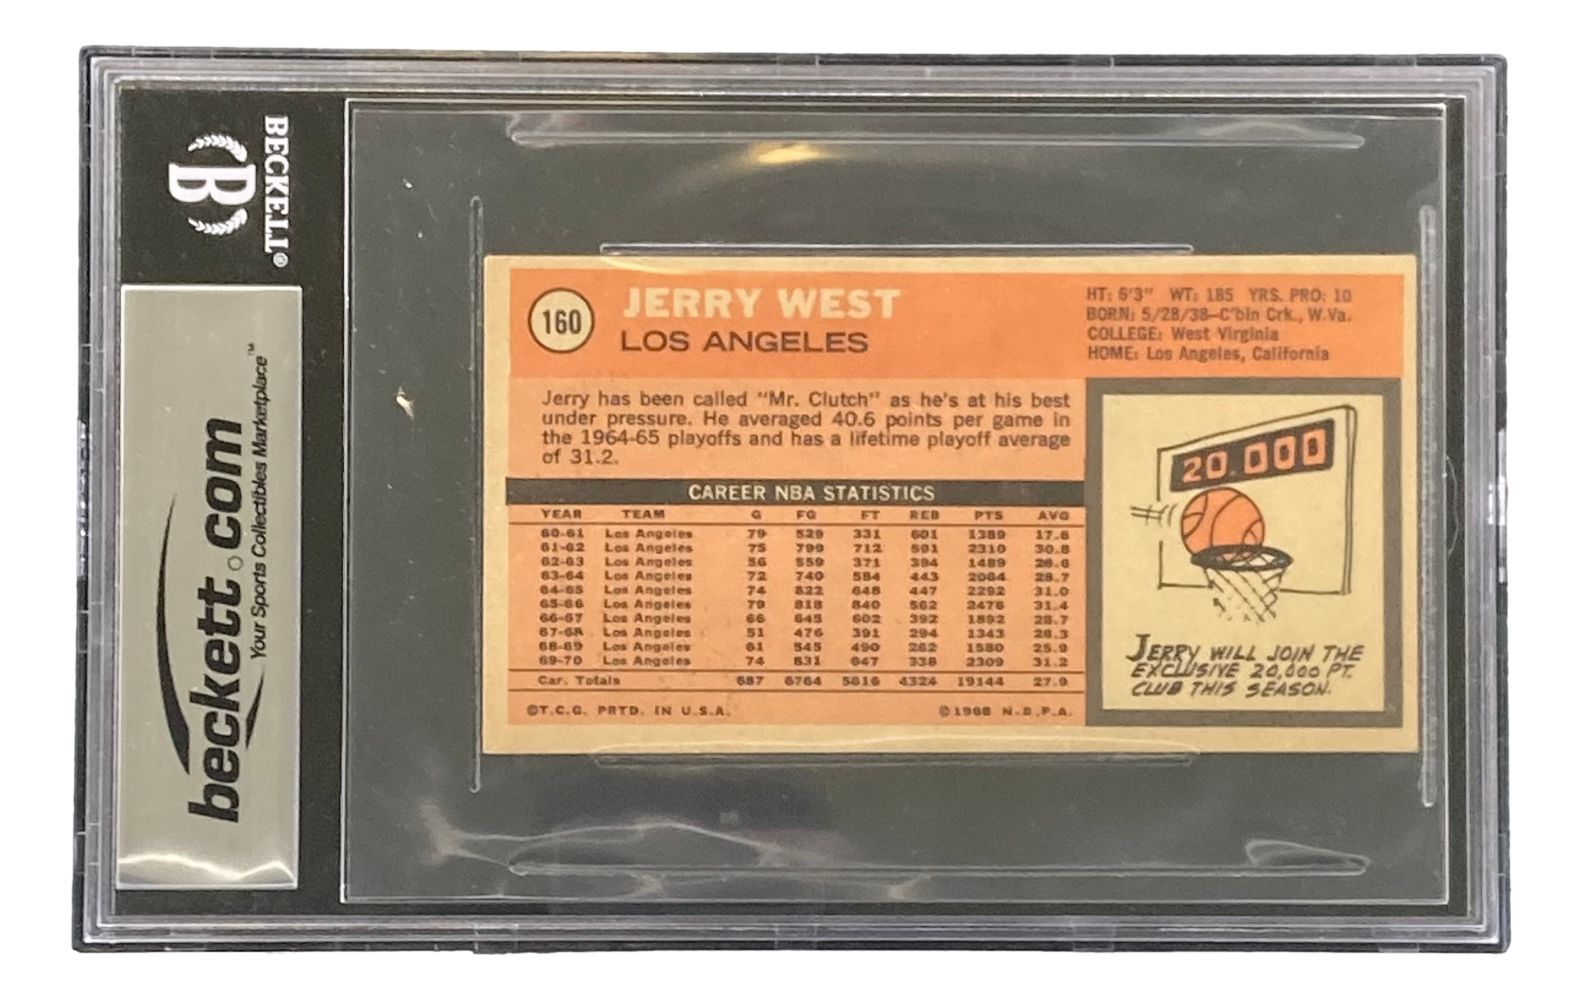 BECKETT®
B
beckett.com™
Your Sports Collectibles Marketplace
160
JERRY WEST
LOS ANGELES
HT: 6'3" WT: 185 YRS. PRO: 10
BORN: 5/28/38—C'bin Crk., W.Va.
COLLEGE: West Virginia
HOME: Los Angeles, California
Jerry has been called "Mr. Clutch" as he's at his best
under pressure. He averaged 40.6 points per game in
the 1964-65 playoffs and has a lifetime playoff average
of 31.2.
CAREER NBA STATISTICS
YEAR TEAM G FG FT REB PTS AVG
60-61 Los Angeles 79 529 331 601 1389 17.6
61-62 Los Angeles 75 799 712 591 2310 30.8
62-63 Los Angeles 56 559 371 394 1489 26.6
63-64 Los Angeles 72 740 584 443 2064 28.7
64-65 Los Angeles 74 822 648 447 2292 31.0
65-66 Los Angeles 79 818 840 562 2476 31.4
66-67 Los Angeles 66 645 602 392 1892 28.7
67-68 Los Angeles 51 476 391 294 1343 26.3
68-69 Los Angeles 61 545 490 262 1580 25.9
69-70 Los Angeles 74 831 647 338 2309 31.2
Car. Totals 687 6764 5616 4324 19144 27.9
©T.C.G. PRTD. IN U.S.A. ©1968 N.B.P.A.
20,000
JERRY WILL JOIN THE
EXCLUSIVE 20,000 PT.
CLUB THIS SEASON.